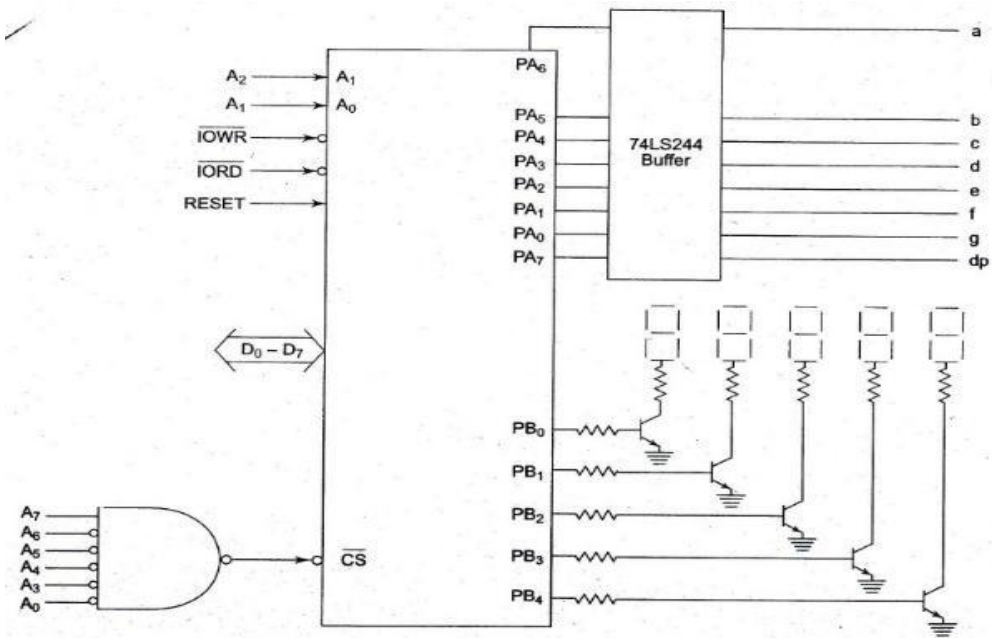 a
PA₆
A₂ A₁
A₁ A₀
PA₅ b
PA₄ 74LS244 c
IOWR
Buffer
PA₃ d
IORD
PA₂ e
RESET PA₁ f
PA₀ g
PA₇ dp
D₀ – D₇
PB₀
PB₁
PB₂
A₇
A₆
A₅ CS PB₃
A₄
A₃
A₀ PB₄